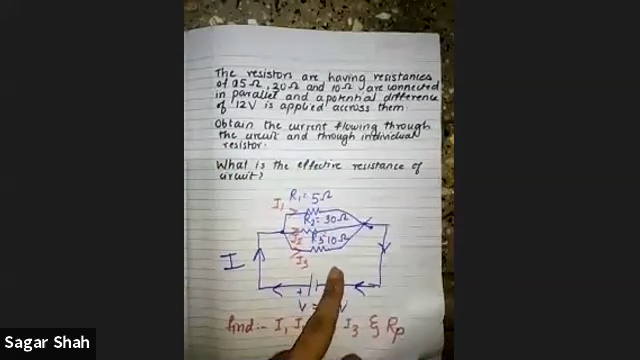 The resistors are having resistances
of 05Ω, 30Ω and 10Ω are connected
in parallel and a potential difference
of 12V is applied accross them.
Obtain the current flowing through
the circuit and through individual
resistor.
What is the effective resistance of
circuit?
R1 = 5Ω
I1
R2 = 30Ω
I2
R3 = 10Ω
I3
I
+
V =
V
find :- I, I
I3 & Rp
Sagar Shah